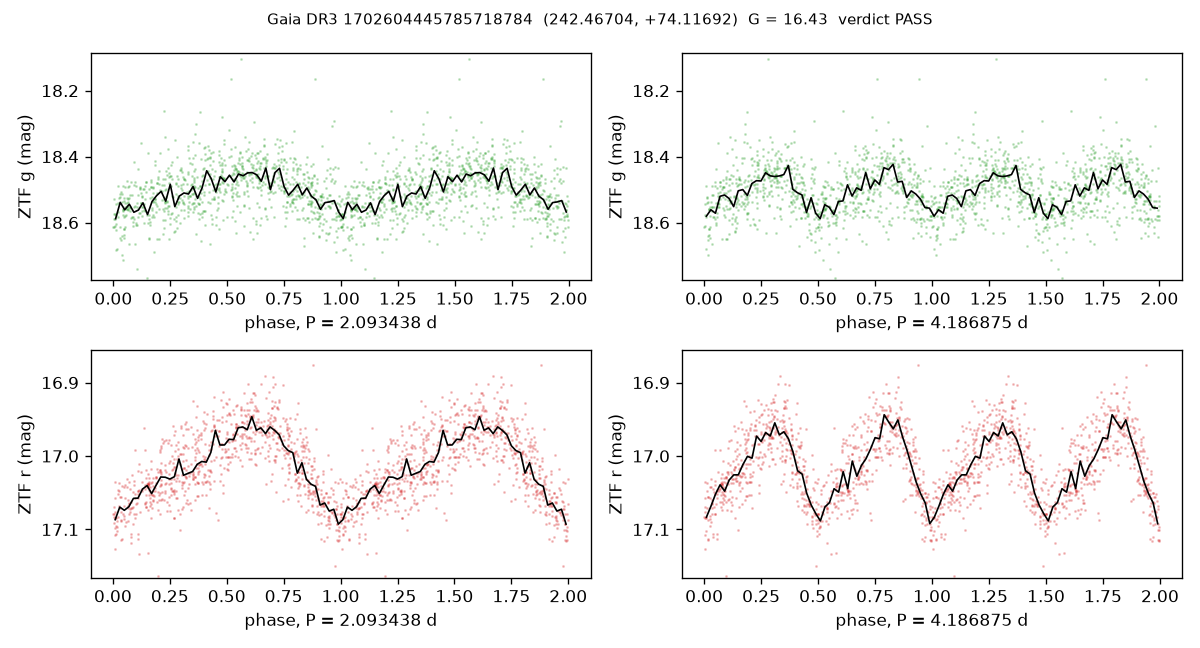 Gaia DR3 1702604445785718784 (242.46704, +74.11692) G = 16.43 verdict PASS
ZTF g (mag)
18.2
18.4
18.6
0.00 0.25 0.50 0.75 1.00 1.25 1.50 1.75 2.00
phase, P = 2.093438 d
ZTF g (mag)
18.2
18.4
18.6
0.00 0.25 0.50 0.75 1.00 1.25 1.50 1.75 2.00
phase, P = 4.186875 d
ZTF r (mag)
16.9
17.0
17.1
0.00 0.25 0.50 0.75 1.00 1.25 1.50 1.75 2.00
phase, P = 2.093438 d
ZTF r (mag)
16.9
17.0
17.1
0.00 0.25 0.50 0.75 1.00 1.25 1.50 1.75 2.00
phase, P = 4.186875 d